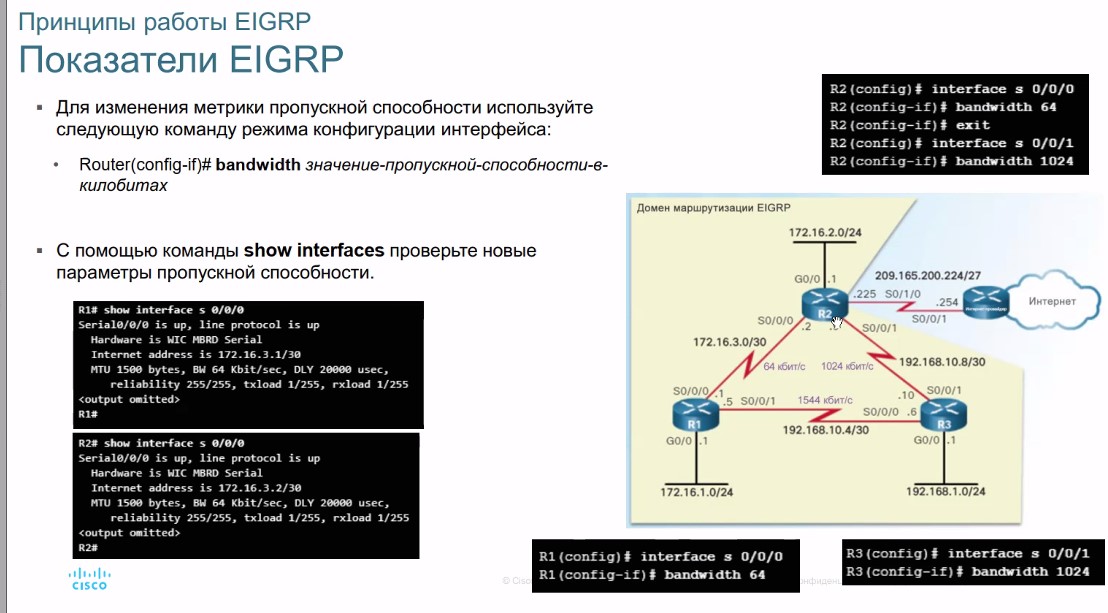 Принципы работы EIGRP
Показатели EIGRP
Для изменения метрики пропускной способности используйте
следующую команду режима конфигурации интерфейса:
Router(config-if)# bandwidth значение-пропускной-способности-в-
килобитах
С помощью команды show interfaces проверьте новые
параметры пропускной способности.
R1# show interface s 0/0/0
Serial0/0/0 is up, line protocol is up
Hardware is WIC MBRD Serial
Internet address is 172.16.3.1/30
MTU 1500 bytes, BW 64 Kbit/sec, DLY 20000 usec,
reliability 255/255, txload 1/255, rxload 1/255
<output omitted>
R1#
R2# show interface s 0/0/0
Serial0/0/0 is up, line protocol is up
Hardware is WIC MBRD Serial
Internet address is 172.16.3.2/30
MTU 1500 bytes, BW 64 Kbit/sec, DLY 20000 usec,
reliability 255/255, txload 1/255, rxload 1/255
<output omitted>
R2#
CISCO
R2(config)# interface s 0/0/0
R2(config-if)# bandwidth 64
R2(config-if)# exit
R2(config)# interface s 0/0/1
R2(config-if)# bandwidth 1024
Домен маршрутизации EIGRP
172.16.2.0/24
G0/0 .1
209.165.200.224/27
.225 S0/1/0 .254
Интернет
R2
S0/0/1
S0/0/0 .2 S0/0/1
172.16.3.0/30
192.168.10.8/30
64 кбит/с 1024 кбит/с
S0/0/0 .1
S0/0/1
.10
.5 S0/0/1
1544 кбит/с
S0/0/0 .6
R1
R3
192.168.10.4/30
G0/0 .1
G0/0 .1
172.16.1.0/24
192.168.1.0/24
R1(config)# interface s 0/0/0
R1(config-if)# bandwidth 64
R3(config)# interface s 0/0/1
R3(config-if)# bandwidth 1024